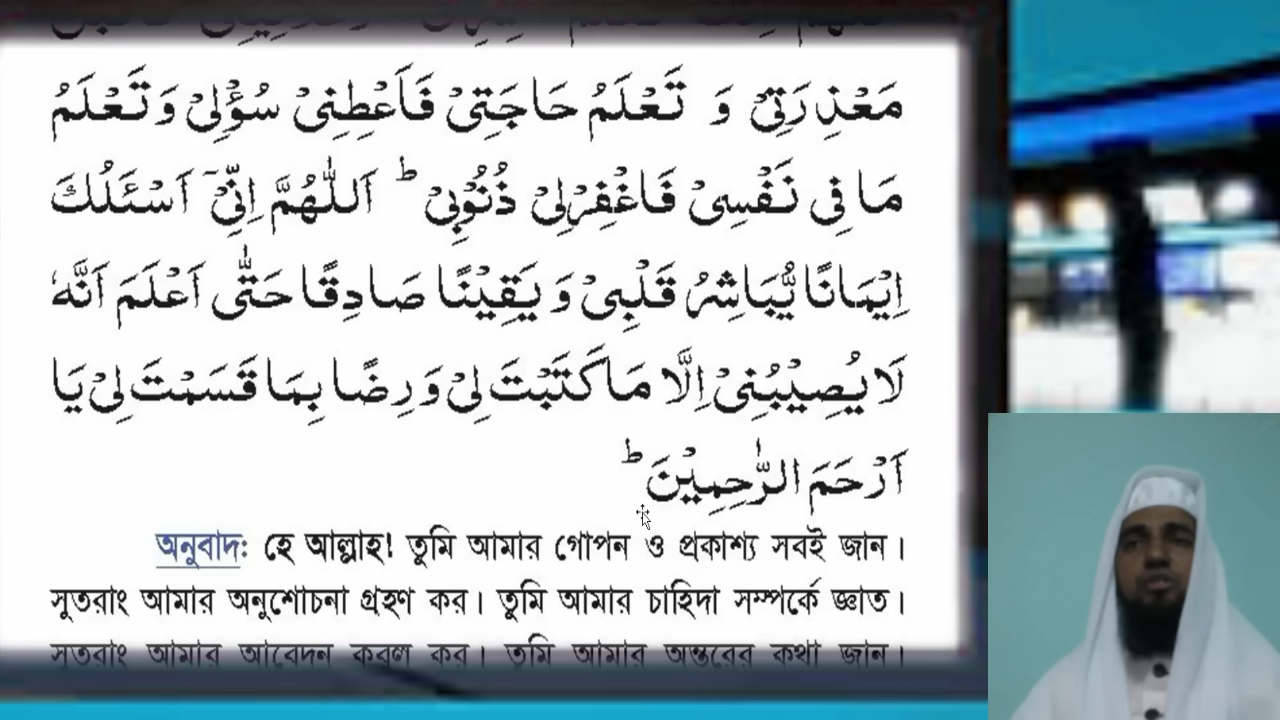 مَعْذِرَتِیْ وَ تَعْلَمُ حَاجَتِیْ فَاَعْطِنِیْ سُؤْلِیْ وَتَعْلَمُ
مَا فِی نَفْسِیْ فَاغْفِرْلِیْ ذُنُوْبِیْ ؕ اَللّٰهُمَّ اِنِّیْۤ اَسْئَلُكَ
اِیْمَانًا یُّبَاشِرُ قَلْبِیْ وَ یَقِیْنًا صَادِقًا حَتّٰی اَعْلَمَ اَنَّهٗ
لَا یُصِیْبُنِیْ اِلَّا مَا كَتَبْتَ لِیْ وَ رِضًا بِمَا قَسَمْتَ لِیْ یَا
اَرْحَمَ الرّٰحِمِیْنَ ؕ
অনুবাদ: হে আল্লাহ! তুমি আমার গোপন ও প্রকাশ্য সবই জান।
সুতরাং আমার অনুশোচনা গ্রহণ কর। তুমি আমার চাহিদা সম্পর্কে জ্ঞাত।
সুতরাং আমার আবেদন কবুল কর। তুমি আমার অন্তরের কথা জান।